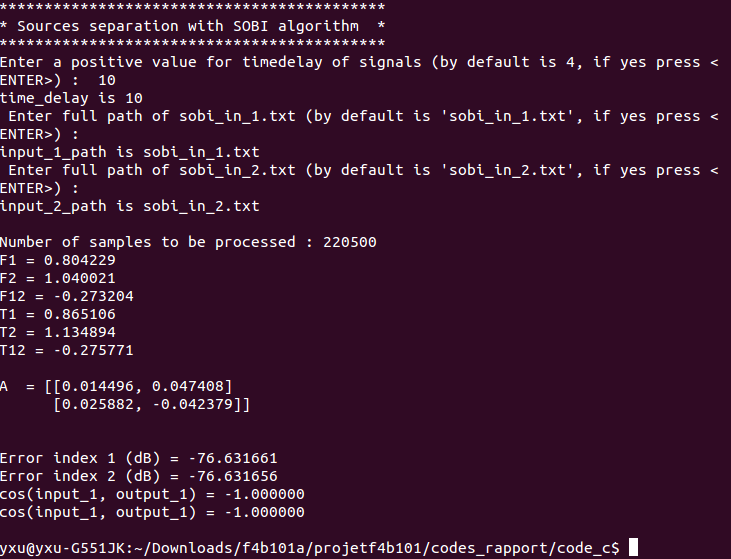 *******************************************
* Sources separation with SOBI algorithm  *
*******************************************
Enter a positive value for timedelay of signals (by default is 4, if yes press <
ENTER>) :  10
time_delay is 10
 Enter full path of sobi_in_1.txt (by default is 'sobi_in_1.txt', if yes press <
ENTER>) :
input_1_path is sobi_in_1.txt
 Enter full path of sobi_in_2.txt (by default is 'sobi_in_2.txt', if yes press <
ENTER>) :
input_2_path is sobi_in_2.txt

Number of samples to be processed : 220500
F1 = 0.804229
F2 = 1.040021
F12 = -0.273204
T1 = 0.865106
T2 = 1.134894
T12 = -0.275771

A  = [[0.014496, 0.047408]
      [0.025882, -0.042379]]

Error index 1 (dB) = -76.631661
Error index 2 (dB) = -76.631656
cos(input_1, output_1) = -1.000000
cos(input_1, output_1) = -1.000000

yxu@yxu-G551JK:~/Downloads/f4b101a/projetf4b101/codes_rapport/code_c$